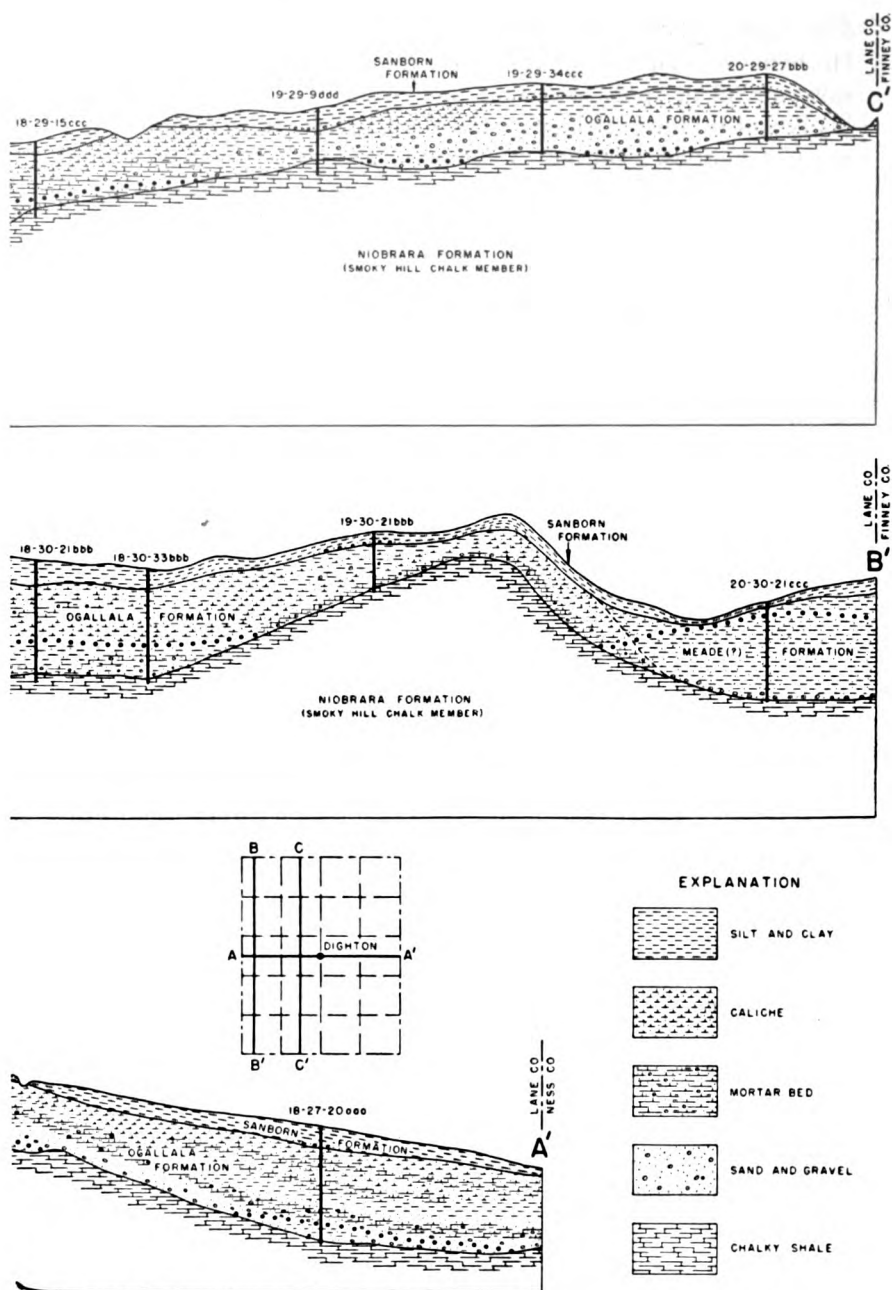 LANE CO.
FINNEY CO.
C'
SANBORN
FORMATION
18-29-15ccc
19-29-9ddd
19-29-34ccc
20-29-27bbb
OGALLALA FORMATION
NIOBRARA FORMATION
(SMOKY HILL CHALK MEMBER)
LANE CO.
FINNEY CO.
B'
18-30-21bbb
18-30-33bbb
19-30-21bbb
SANBORN
FORMATION
20-30-21ccc
OGALLALA FORMATION
MEADE(?) FORMATION
NIOBRARA FORMATION
(SMOKY HILL CHALK MEMBER)
B C
A DIGHTON A'
B' C'
EXPLANATION
SILT AND CLAY
CALICHE
MORTAR BED
SAND AND GRAVEL
CHALKY SHALE
LANE CO
NESS CO
A'
18-27-20aaa
SANBORN FORMATION
OGALLALA
FORMATION